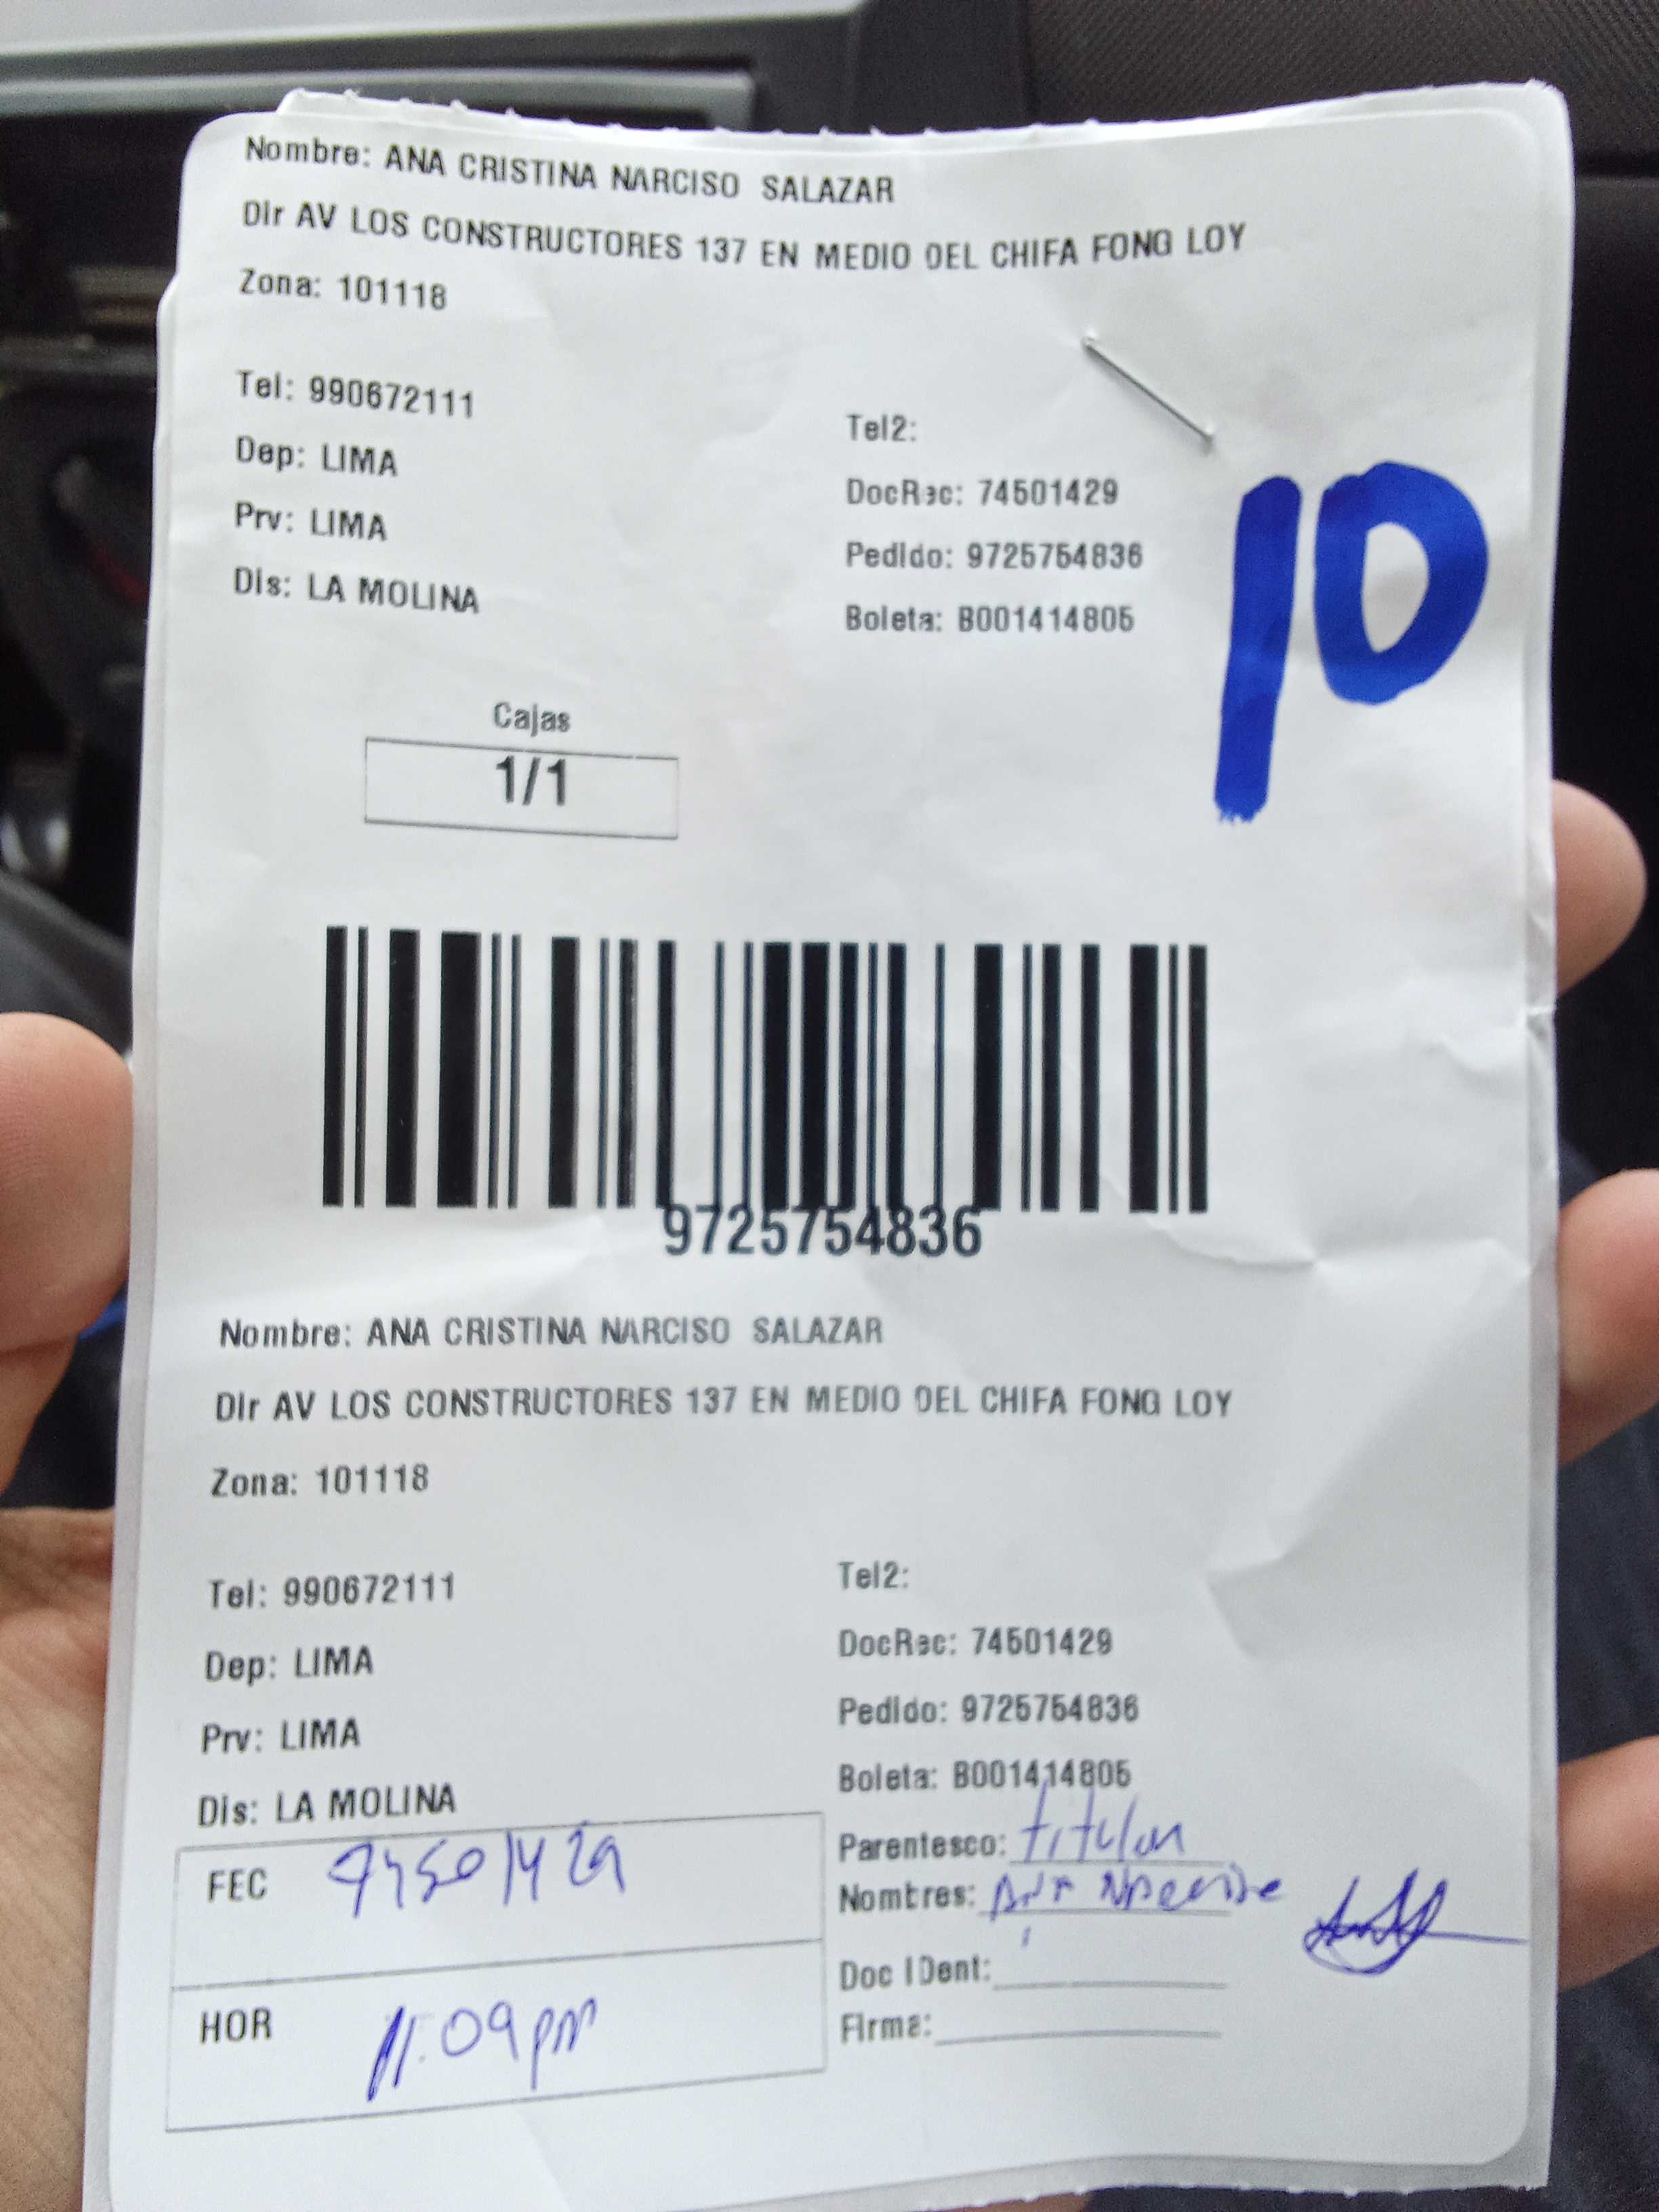 Nombre: ANA CRISTINA NARCISO SALAZAR
Dir AV LOS CONSTRUCTORES 137 EN MEDIO DEL CHIFA FONG LOY
Zona: 101118
Tel: 990672111
Dep: LIMA
Prv: LIMA
Dis: LA MOLINA
Tel2:
DocRec: 74501429
Pedido: 9725754836
Boleta: B001414805
10
Cajas
1/1
9725754836
Nombre: ANA CRISTINA NARCISO SALAZAR
Dir AV LOS CONSTRUCTORES 137 EN MEDIO DEL CHIFA FONG LOY
Zona: 101118
Tel: 990672111
Dep: LIMA
Prv: LIMA
Dis: LA MOLINA
Tel2:
DocRec: 74501429
Pedido: 9725754836
Boleta: B001414805
FEC 74501429
HOR 11:09pm
Parentesco: titular
Nombres: Ana Narciso
Doc IDent:
Firma: